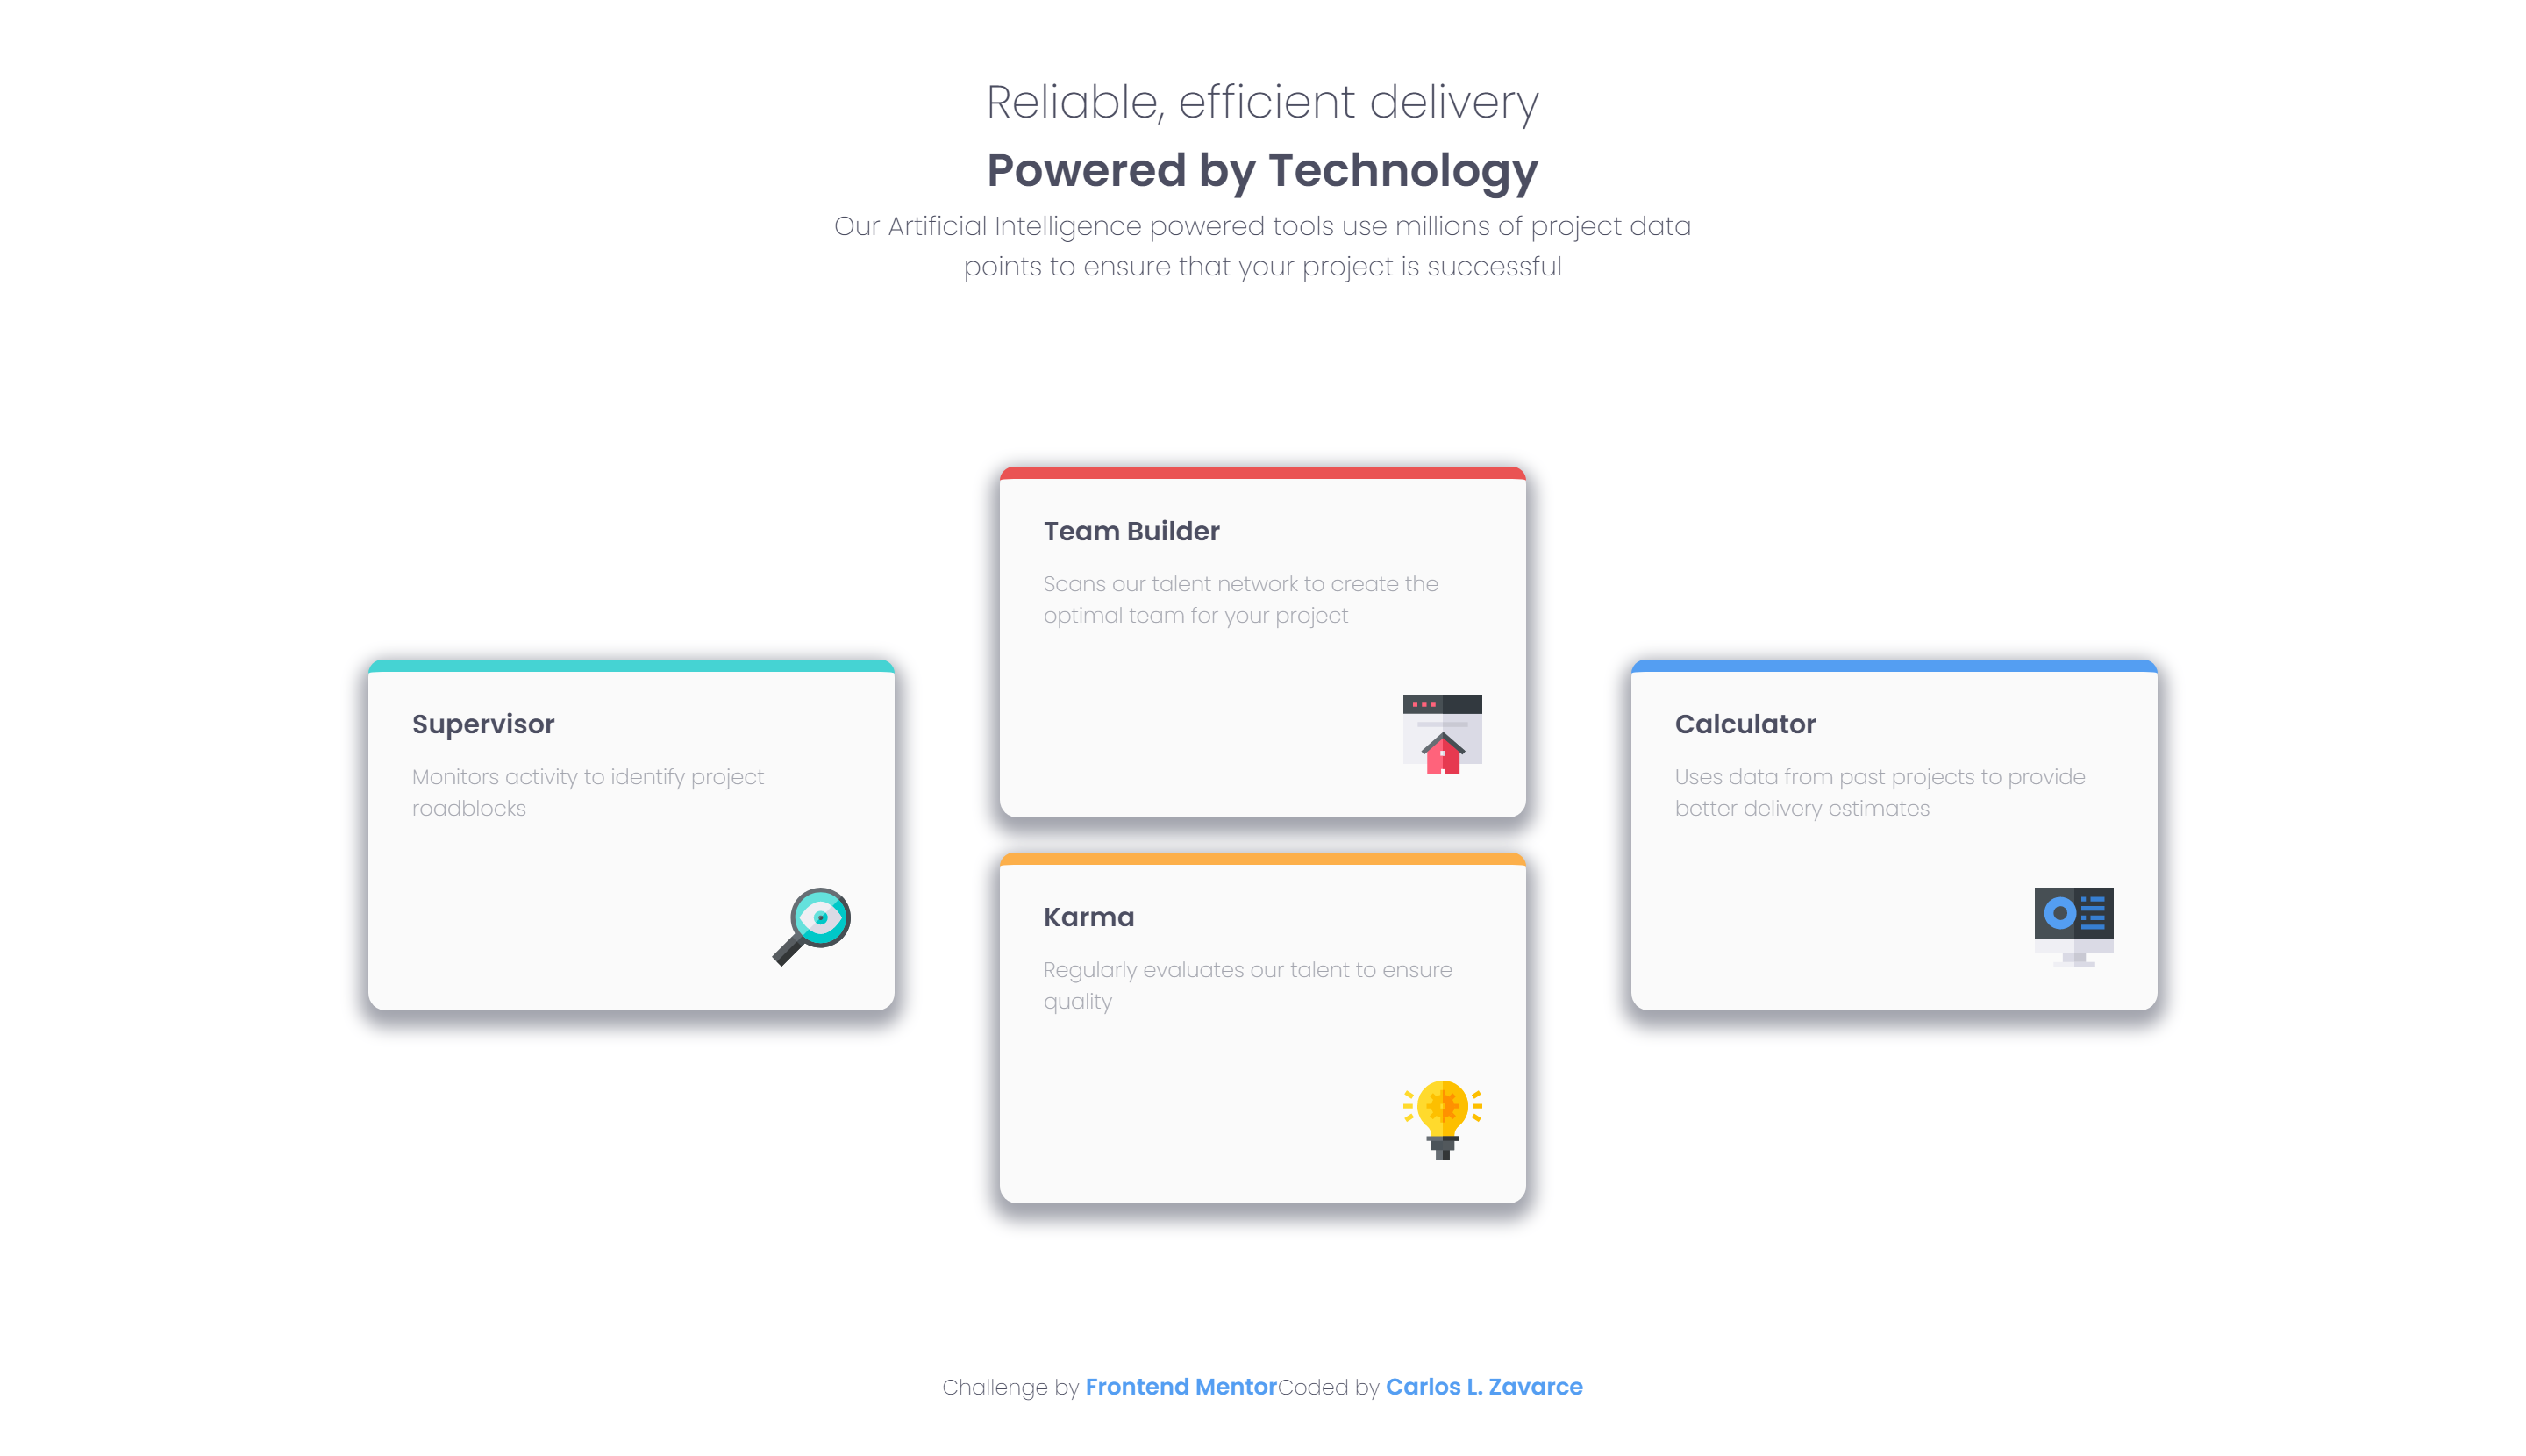 Reliable, efficient delivery
Powered by Technology
Our Artificial Intelligence powered tools use millions of project data
points to ensure that your project is successful
Supervisor
Monitors activity to identify project
roadblocks
Team Builder
Scans our talent network to create the
optimal team for your project
Karma
Regularly evaluates our talent to ensure
quality
Calculator
Uses data from past projects to provide
better delivery estimates
Challenge by Frontend MentorCoded by Carlos L. Zavarce